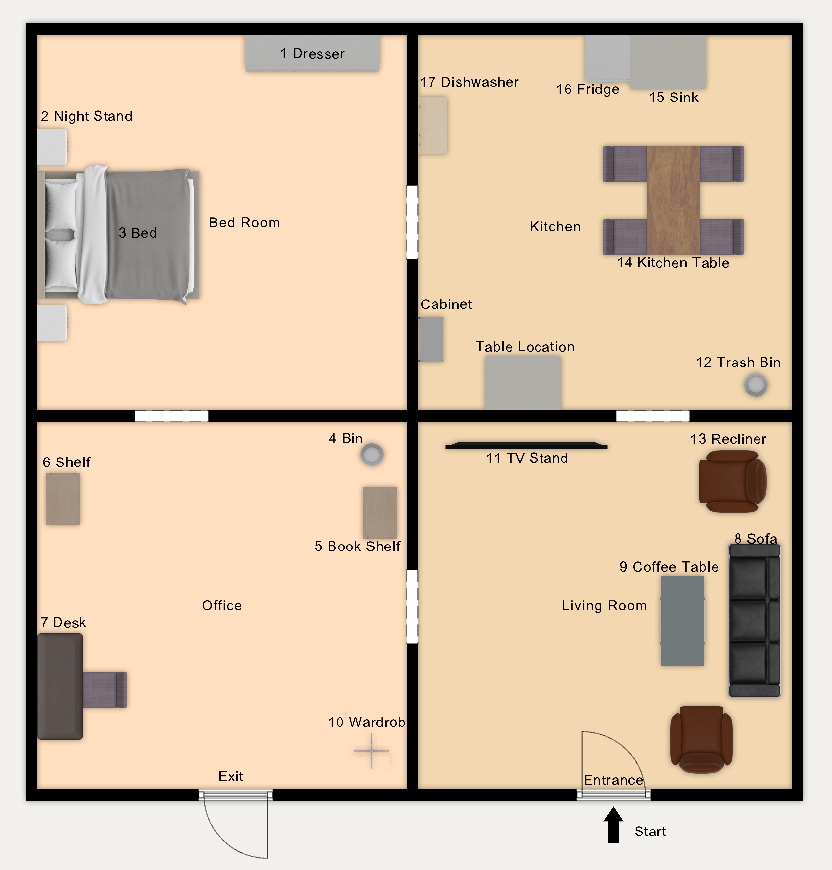 1 Dresser
17 Dishwasher
16 Fridge
15 Sink
2 Night Stand
3 Bed
Bed Room
Kitchen
14 Kitchen Table
Cabinet
Table Location
12 Trash Bin
4 Bin
13 Recliner
6 Shelf
11 TV Stand
5 Book Shelf
8 Sofa
9 Coffee Table
Office
Living Room
7 Desk
10 Wardrob
Exit
Entrance
Start